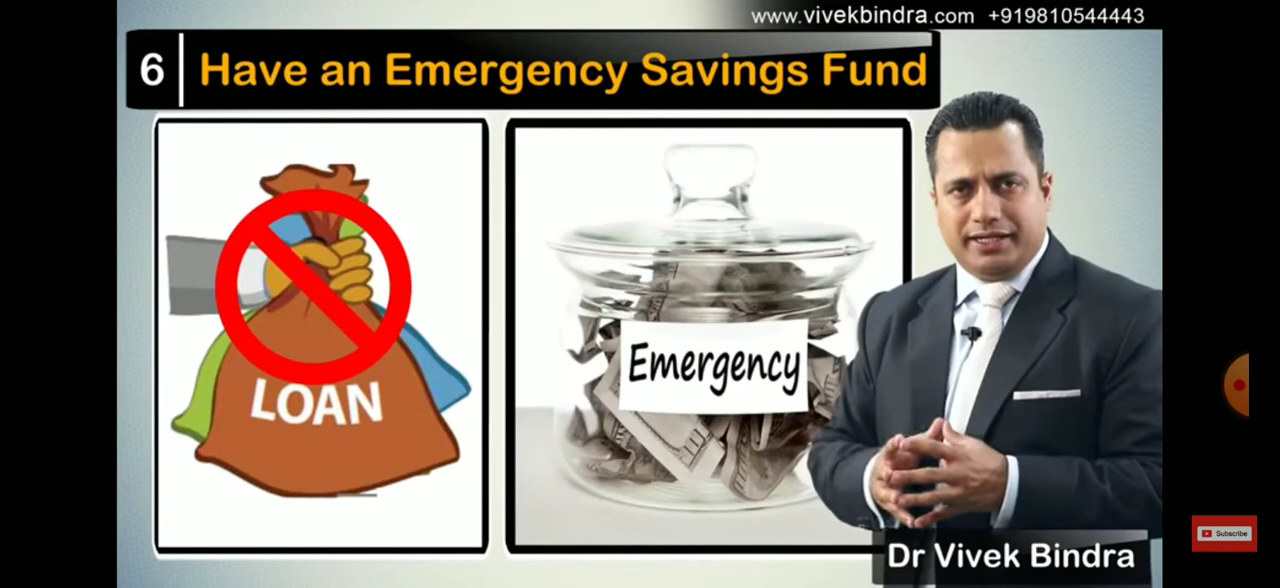 www.vivekbindra.com +919810544443
6 Have an Emergency Savings Fund
LOAN
Emergency
Dr Vivek Bindra
Subscribe